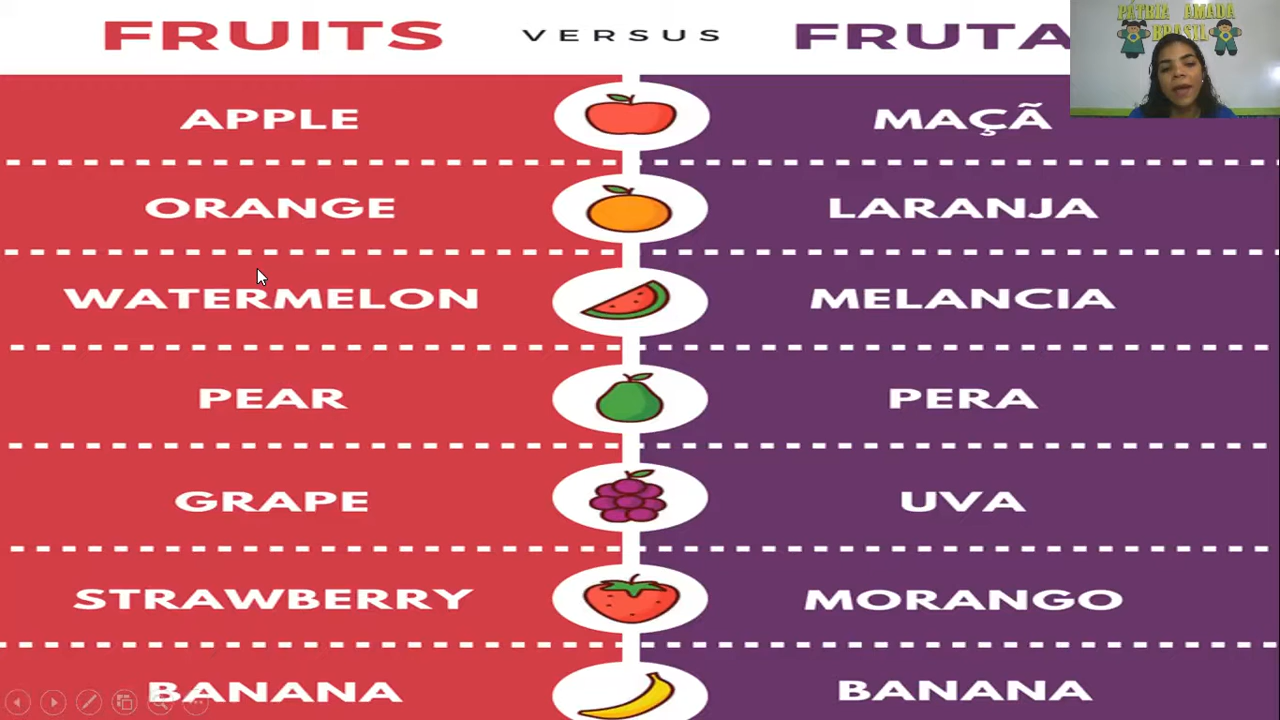 FRUITS VERSUS FRUTA
APPLE MAÇÃ
ORANGE LARANJA
WATERMELON MELANCIA
PEAR PERA
GRAPE UVA
STRAWBERRY MORANGO
BANANA BANANA
PÁTRIA AMADA
BRASIL